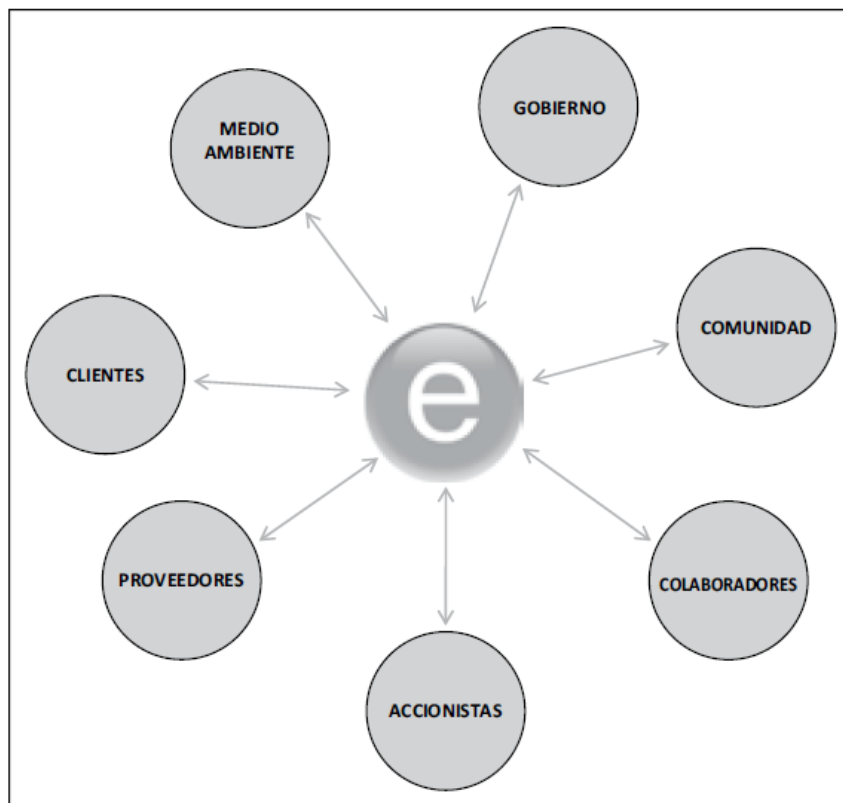 MEDIO
AMBIENTE
GOBIERNO
COMUNIDAD
CLIENTES
e
PROVEEDORES
COLABORADORES
ACCIONISTAS